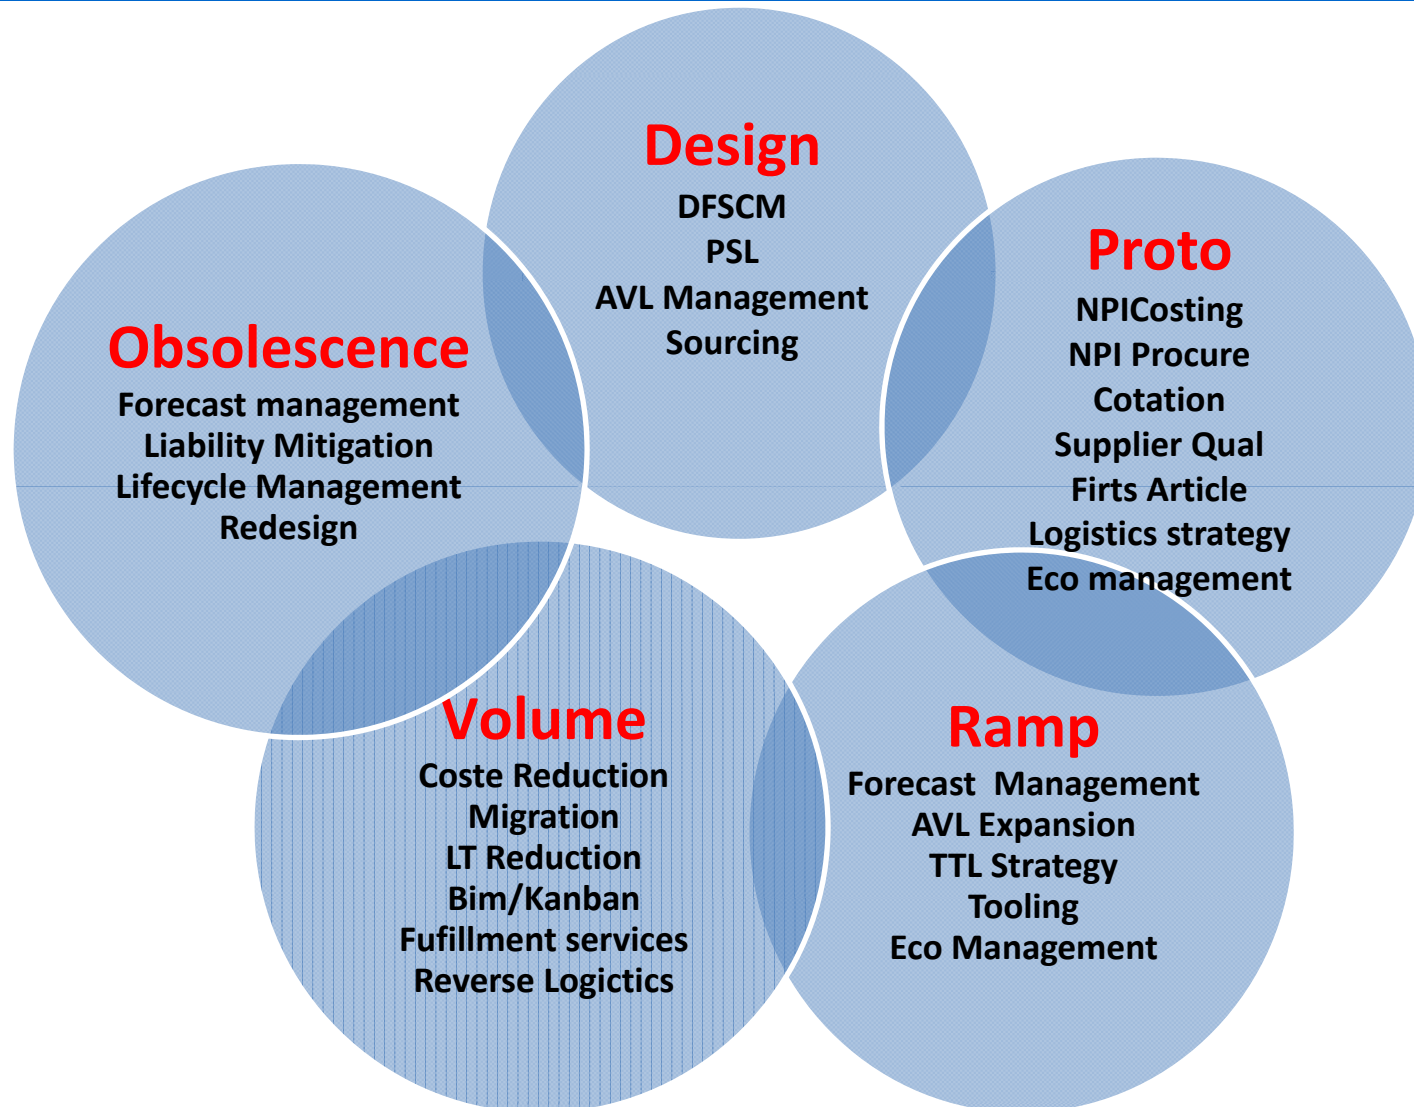 Design
DFSCM
PSL
AVL Management
Sourcing
Proto
NPICosting
NPI Procure
Cotation
Supplier Qual
Firts Article
Logistics strategy
Eco management
Ramp
Forecast  Management
AVL Expansion
TTL Strategy
Tooling
Eco Management
Volume
Coste Reduction
Migration
LT Reduction
Bim/Kanban
Fufillment services
Reverse Logictics
Obsolescence
Forecast management
Liability Mitigation
Lifecycle Management
Redesign